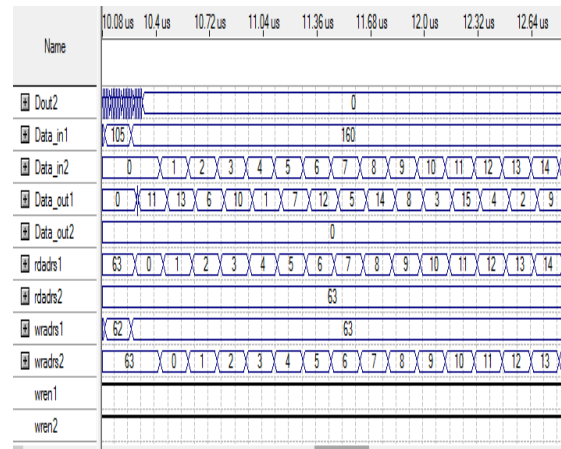 10.08 us 10.4 us 10.72 us 11.04 us 11.36 us 11.68 us 12.0 us 12.32 us 12.64 us
Name
Dout2 0
Data_in1 105 160
Data_in2 0 1 2 3 4 5 6 7 8 9 10 11 12 13 14
Data_out1 0 11 13 6 10 1 7 12 5 14 8 3 15 4 2 9
Data_out2 0
rdadrs1 63 0 1 2 3 4 5 6 7 8 9 10 11 12 13 14
rdadrs2 63
wradrs1 62 63
wradrs2 63 0 1 2 3 4 5 6 7 8 9 10 11 12 13
wren1
wren2